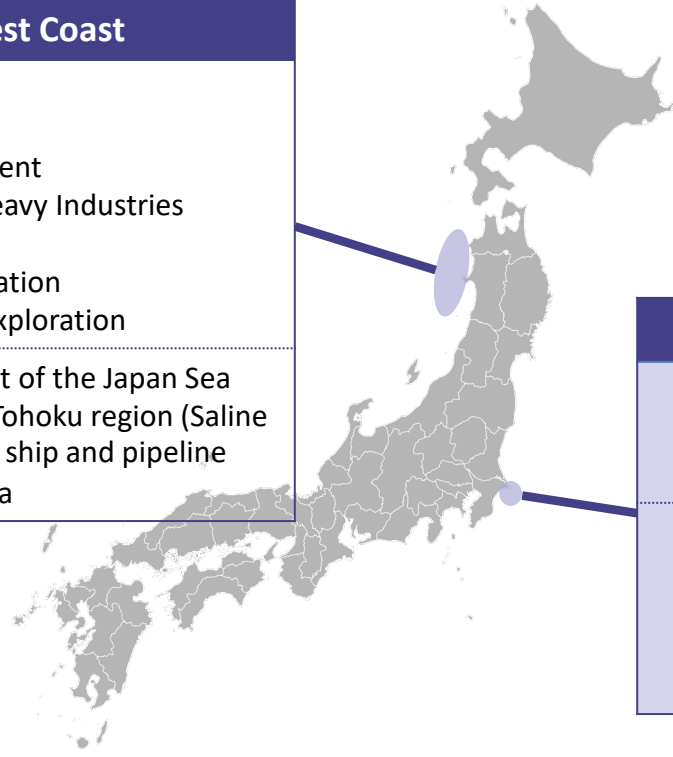 est Coast
ent
eavy Industries
ation
xploration
t of the Japan Sea
Tohoku region (Saline
ship and pipeline
a